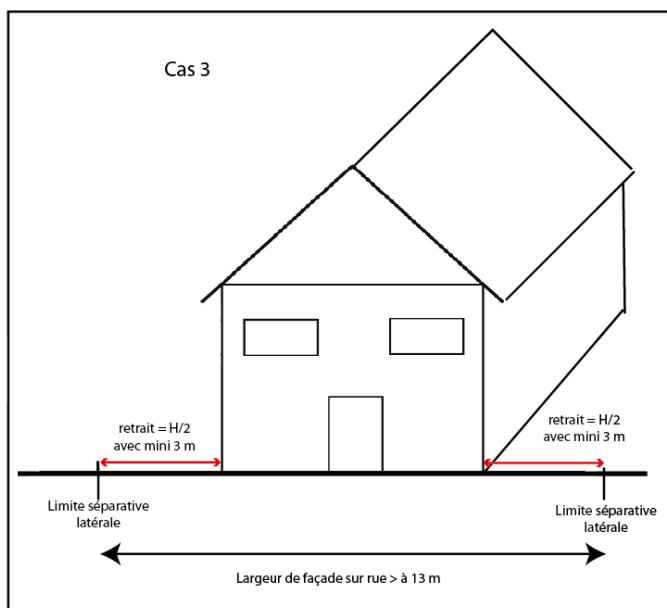 Cas 3
retrait = H/2
avec mini 3 m
retrait = H/2
avec mini 3 m
Limite séparative
latérale
Limite séparative
latérale
Largeur de façade sur rue > à 13 m